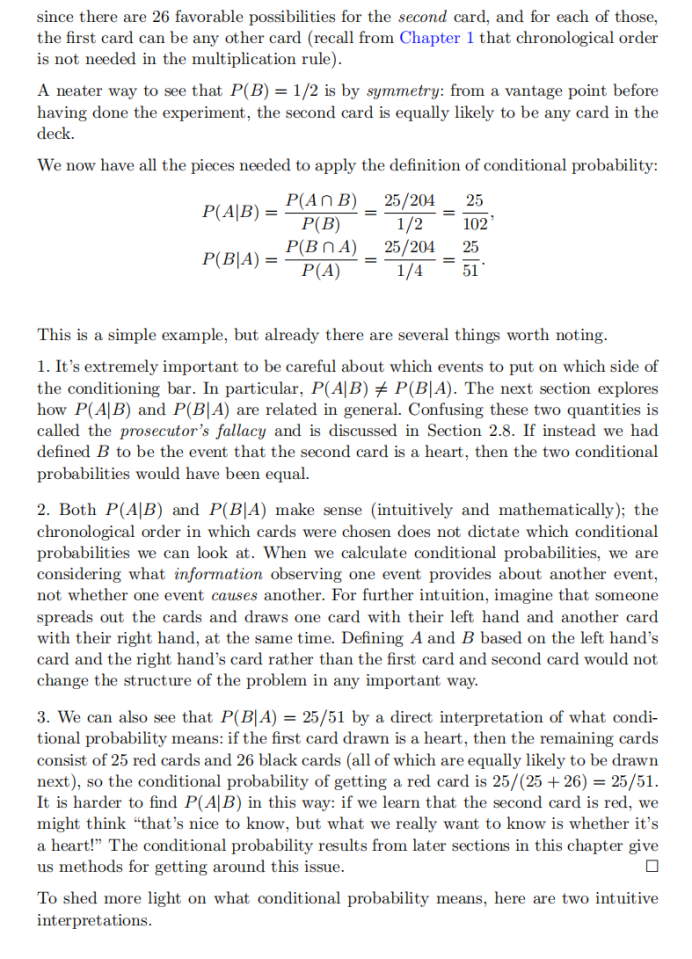 since there are 26 favorable possibilities for the second card, and for each of those,
the first card can be any other card (recall from Chapter 1 that chronological order
is not needed in the multiplication rule).
A neater way to see that P(B) = 1/2 is by symmetry: from a vantage point before
having done the experiment, the second card is equally likely to be any card in the
deck.
We now have all the pieces needed to apply the definition of conditional probability:
P(A|B) = P(A ∩ B)/P(B) = (25/204)/(1/2) = 25/102,
P(B|A) = P(B ∩ A)/P(A) = (25/204)/(1/4) = 25/51.
This is a simple example, but already there are several things worth noting.
1. It's extremely important to be careful about which events to put on which side of
the conditioning bar. In particular, P(A|B) ≠ P(B|A). The next section explores
how P(A|B) and P(B|A) are related in general. Confusing these two quantities is
called the prosecutor's fallacy and is discussed in Section 2.8. If instead we had
defined B to be the event that the second card is a heart, then the two conditional
probabilities would have been equal.
2. Both P(A|B) and P(B|A) make sense (intuitively and mathematically); the
chronological order in which cards were chosen does not dictate which conditional
probabilities we can look at. When we calculate conditional probabilities, we are
considering what information observing one event provides about another event,
not whether one event causes another. For further intuition, imagine that someone
spreads out the cards and draws one card with their left hand and another card
with their right hand, at the same time. Defining A and B based on the left hand's
card and the right hand's card rather than the first card and second card would not
change the structure of the problem in any important way.
3. We can also see that P(B|A) = 25/51 by a direct interpretation of what condi-
tional probability means: if the first card drawn is a heart, then the remaining cards
consist of 25 red cards and 26 black cards (all of which are equally likely to be drawn
next), so the conditional probability of getting a red card is 25/(25 + 26) = 25/51.
It is harder to find P(A|B) in this way: if we learn that the second card is red, we
might think "that's nice to know, but what we really want to know is whether it's
a heart!" The conditional probability results from later sections in this chapter give
us methods for getting around this issue. □
To shed more light on what conditional probability means, here are two intuitive
interpretations.